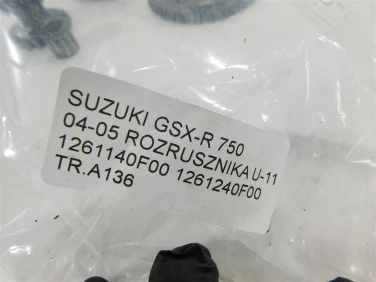 SUZUKI GSX-R 750
04-05 ROZRUSZNIKA U-11
1261140F00 1261240F00
TR.A136